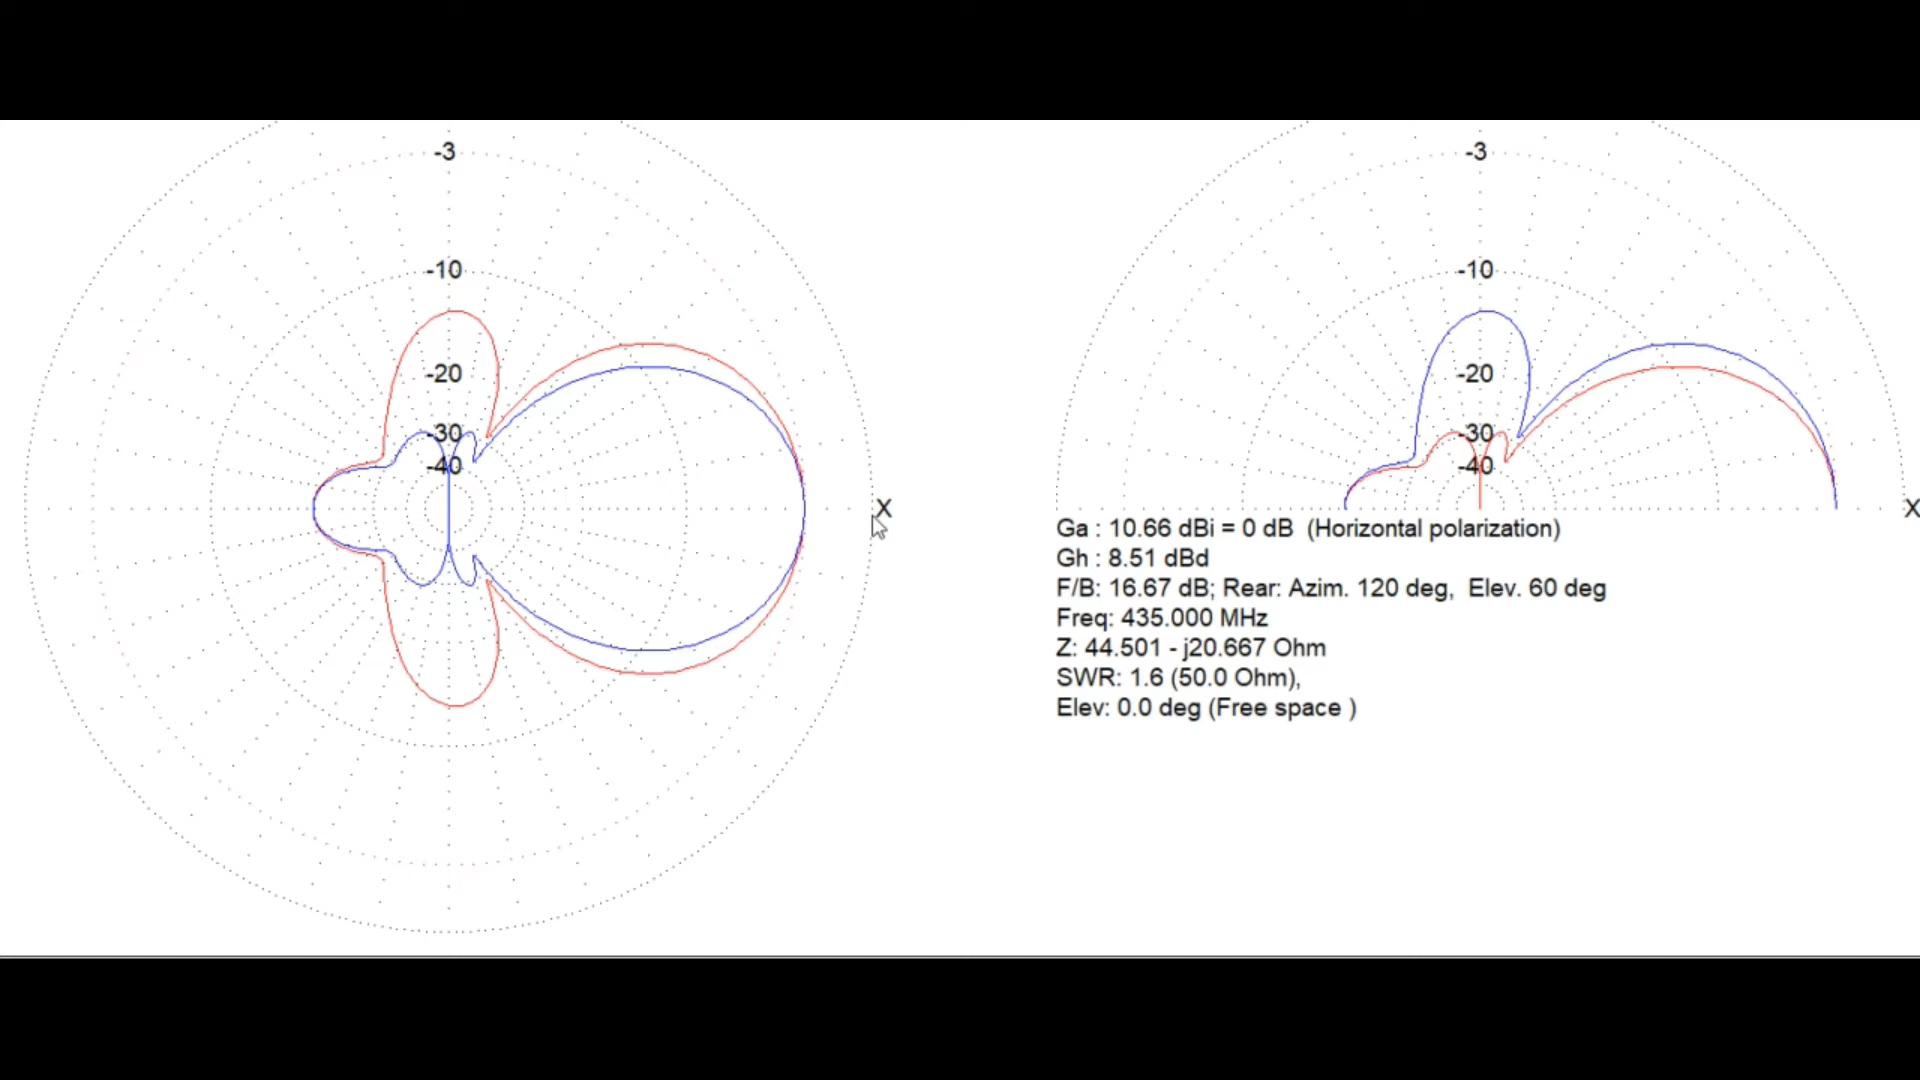 -3
-10
-20
-30
-40
X
-3
-10
-20
-30
-40
X
Ga : 10.66 dBi = 0 dB (Horizontal polarization)
Gh : 8.51 dBd
F/B: 16.67 dB; Rear: Azim. 120 deg, Elev. 60 deg
Freq: 435.000 MHz
Z: 44.501 - j20.667 Ohm
SWR: 1.6 (50.0 Ohm),
Elev: 0.0 deg (Free space )